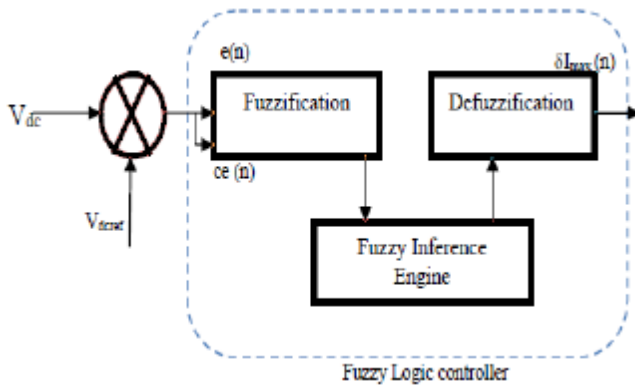 e(n)
δImax(n)
Fuzzification
Defuzzification
Vdc
ce (n)
Vdcref
Fuzzy Inference
Engine
Fuzzy Logic controller